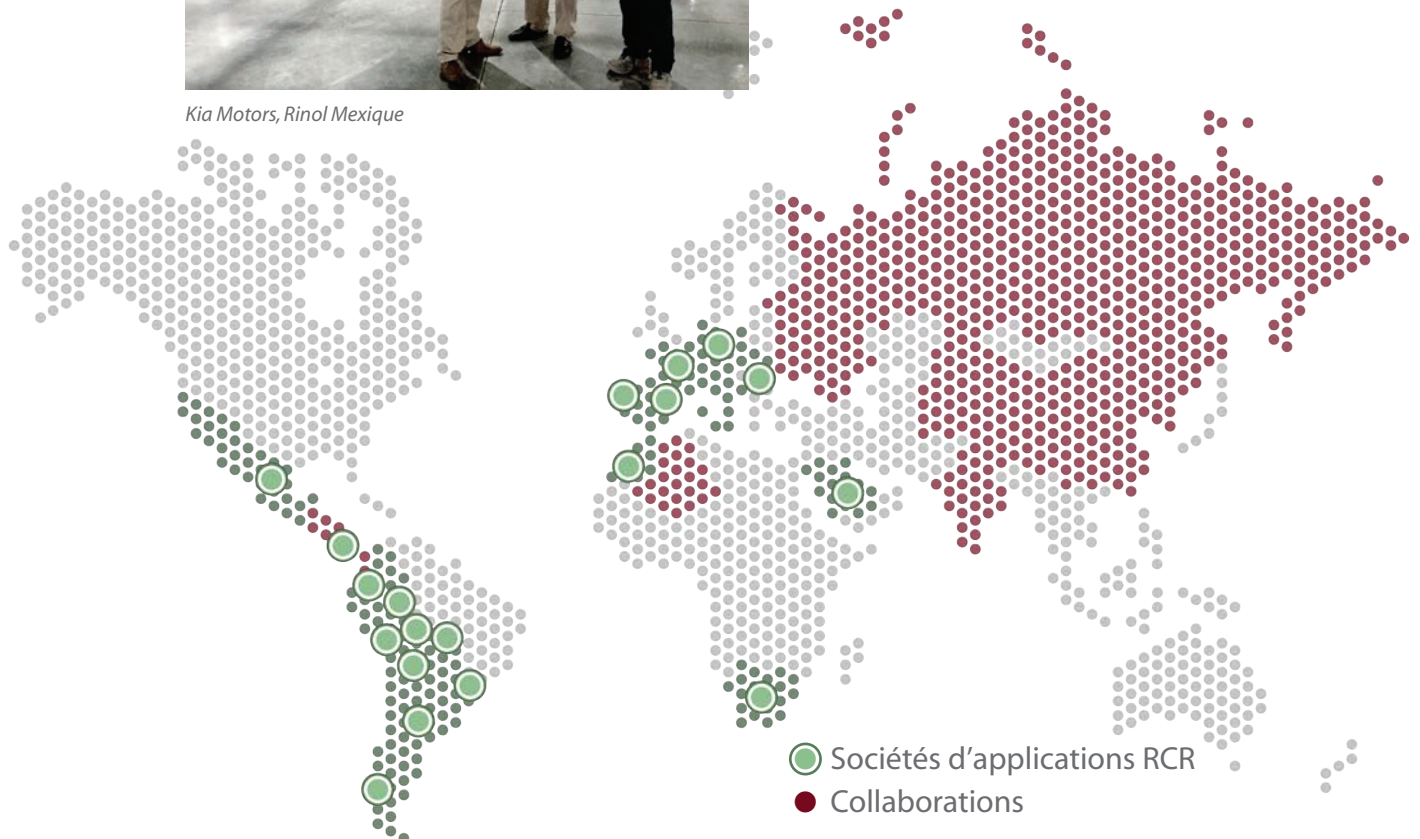 Kia Motors, Rinol Mexique
Sociétés d’applications RCR
Collaborations